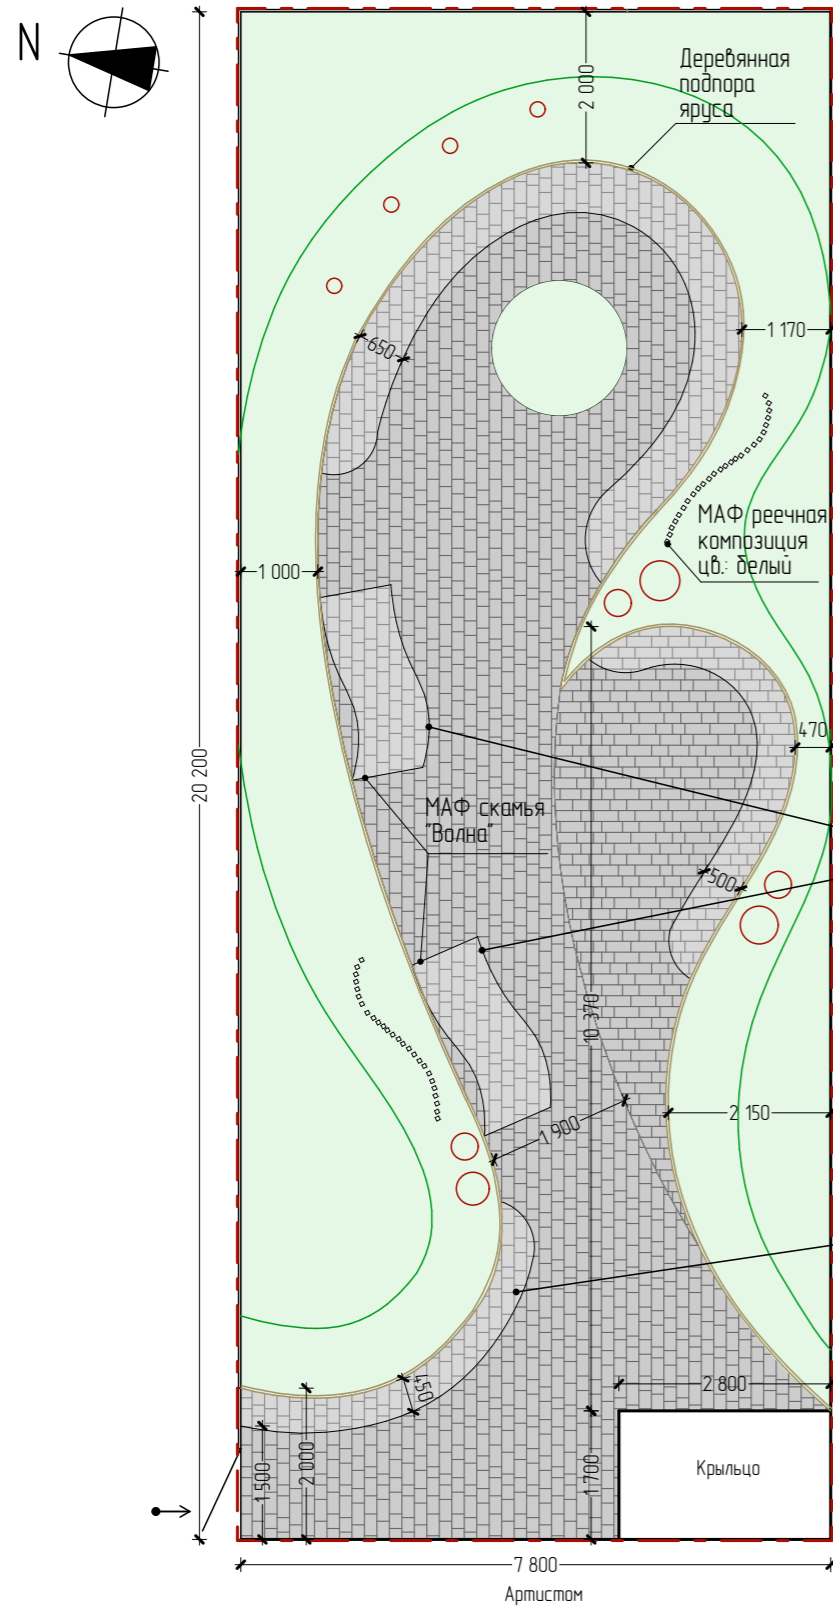 N
2 000
Деревянная
подпора
яруса
650
1 170
МАФ реечная
композиция
цв.: белый
1 000
470
20 200
МАФ скамья
"Волна"
500
10 370
2 150
1 900
2 800
450
2 000
1 500
1 700
Крыльцо
7 800
Артистом